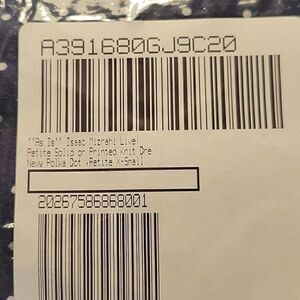 A391680GJ9C20
"As Is" Isaac Mizrahi Live!
Petite Solid or Printed Knit Dre
Navy Polka Dot ,Petite X-Small
20267586868001